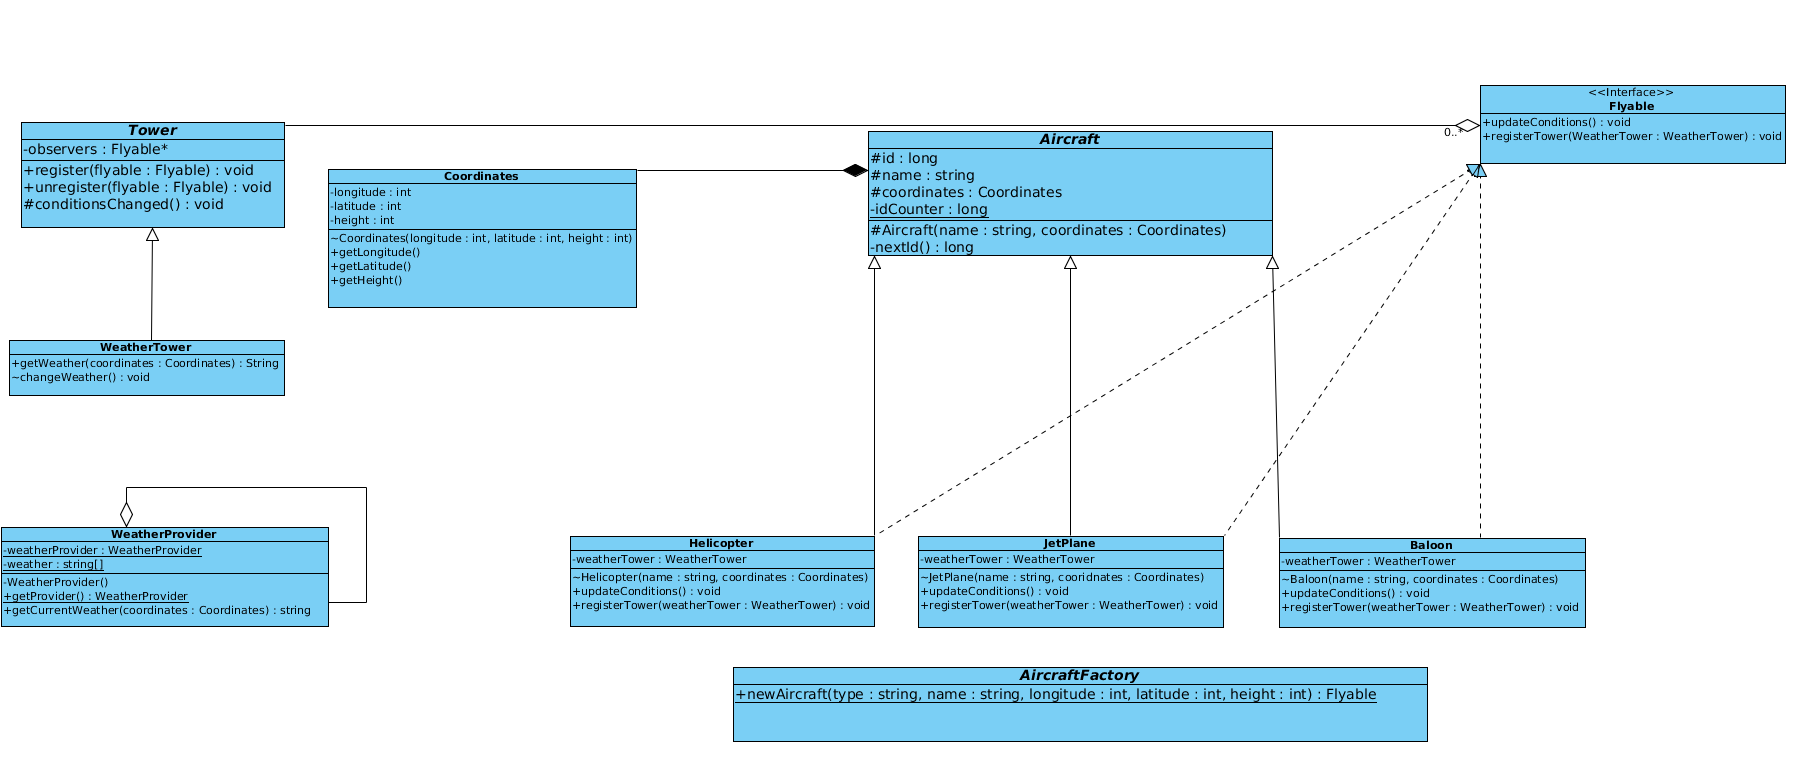 <<Interface>>
Flyable
+updateConditions() : void
+registerTower(WeatherTower : WeatherTower) : void
0..*
Tower
-observers : Flyable*
+register(flyable : Flyable) : void
+unregister(flyable : Flyable) : void
#conditionsChanged() : void
Aircraft
#id : long
#name : string
#coordinates : Coordinates
-idCounter : long
#Aircraft(name : string, coordinates : Coordinates)
-nextId() : long
Coordinates
-longitude : int
-latitude : int
-height : int
~Coordinates(longitude : int, latitude : int, height : int)
+getLongitude()
+getLatitude()
+getHeight()
WeatherTower
+getWeather(coordinates : Coordinates) : String
~changeWeather() : void
WeatherProvider
-weatherProvider : WeatherProvider
-weather : string[]
-WeatherProvider()
+getProvider() : WeatherProvider
+getCurrentWeather(coordinates : Coordinates) : string
Helicopter
-weatherTower : WeatherTower
~Helicopter(name : string, coordinates : Coordinates)
+updateConditions() : void
+registerTower(weatherTower : WeatherTower) : void
JetPlane
-weatherTower : WeatherTower
~JetPlane(name : string, cooridnates : Coordinates)
+updateConditions() : void
+registerTower(weatherTower : WeatherTower) : void
Baloon
-weatherTower : WeatherTower
~Baloon(name : string, coordinates : Coordinates)
+updateConditions() : void
+registerTower(weatherTower : WeatherTower) : void
AircraftFactory
+newAircraft(type : string, name : string, longitude : int, latitude : int, height : int) : Flyable